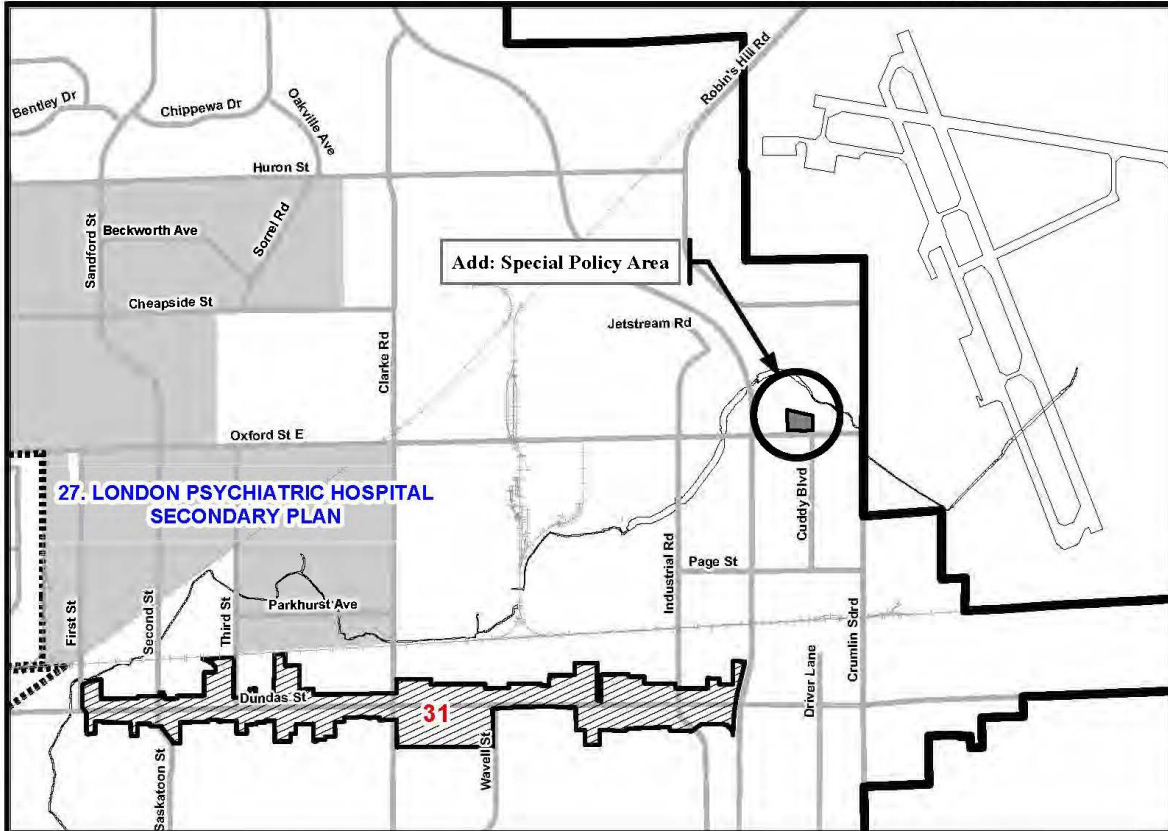 Robin's Hill Rd
Bentley Dr
Chippewa Dr
Oakville Ave
Huron St
Sandford St
Sorrel Rd
Beckworth Ave
Add: Special Policy Area
Cheapside St
Jetstream Rd
Clarke Rd
Oxford St E
27. LONDON PSYCHIATRIC HOSPITAL
SECONDARY PLAN
Cuddy Blvd
Industrial Rd
Page St
First St
Second St
Third St
Parkhurst Ave
Crumlin Sdrd
Driver Lane
Dundas St
31
Saskatoon St
Wavell St